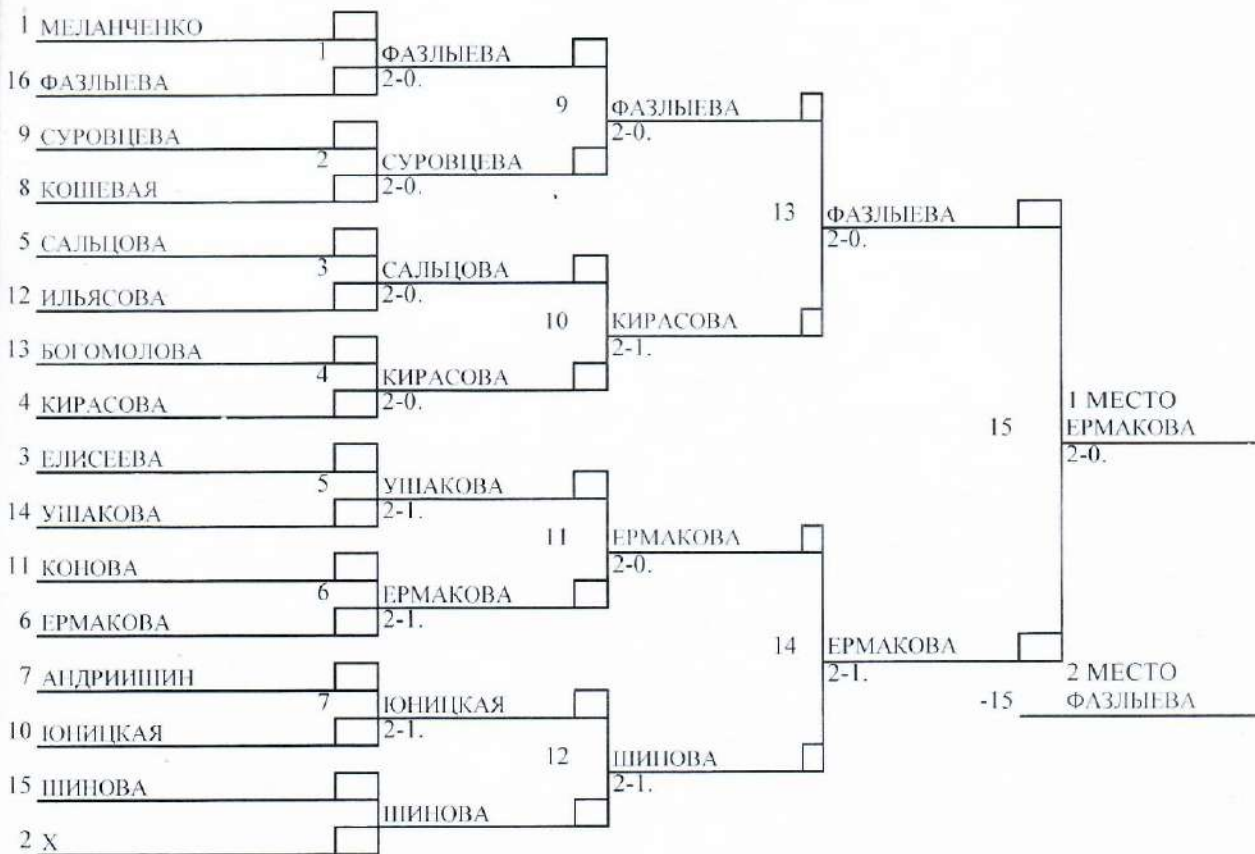 1 МЕЛАНЧЕНКО
1
ФАЗЛЫЕВА
16 ФАЗЛЫЕВА
2-0.
9
ФАЗЛЫЕВА
9 СУРОВЦЕВА
2-0.
2
СУРОВЦЕВА
8 КОШЕВАЯ
2-0.
13
ФАЗЛЫЕВА
5 САЛЬЦОВА
2-0.
3
САЛЬЦОВА
12 ИЛЬЯСОВА
2-0.
10
КИРАСОВА
13 БОГОМОЛОВА
2-1.
4
КИРАСОВА
4 КИРАСОВА
2-0.
15
1 МЕСТО
ЕРМАКОВА
2-0.
3 ЕЛИСЕЕВА
5
УШАКОВА
14 УШАКОВА
2-1.
11
ЕРМАКОВА
11 КОНОВА
2-0.
6
ЕРМАКОВА
6 ЕРМАКОВА
2-1.
14
ЕРМАКОВА
7 АНДРИИШИН
2-1.
2 МЕСТО
-15
ФАЗЛЫЕВА
7
ЮНИЦКАЯ
10 ЮНИЦКАЯ
2-1.
12
ШИНОВА
15 ШИНОВА
2-1.
ШИНОВА
2 X